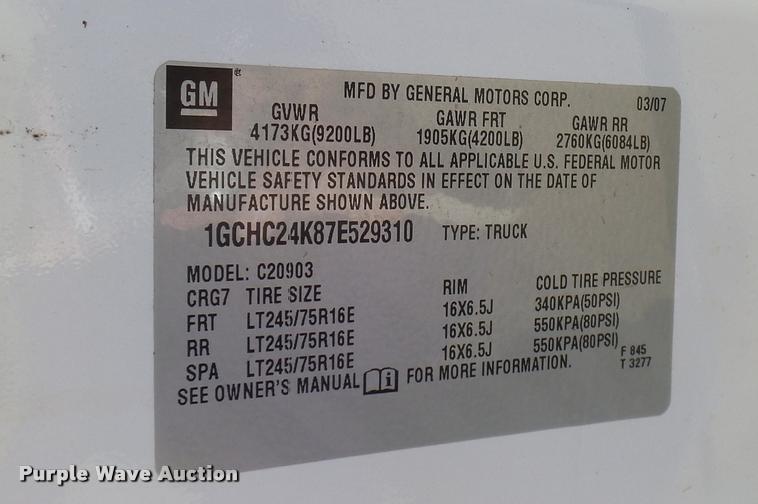 GM
MFD BY GENERAL MOTORS CORP. 03/07
GVWR GAWR FRT GAWR RR
4173KG(9200LB) 1905KG(4200LB) 2760KG(6084LB)
THIS VEHICLE CONFORMS TO ALL APPLICABLE U.S. FEDERAL MOTOR
VEHICLE SAFETY STANDARDS IN EFFECT ON THE DATE OF
MANUFACTURE SHOWN ABOVE.
1GCHC24K87E529310 TYPE: TRUCK
MODEL: C20903
CRG7 TIRE SIZE RIM COLD TIRE PRESSURE
FRT LT245/75R16E 16X6.5J 340KPA(50PSI)
RR LT245/75R16E 16X6.5J 550KPA(80PSI)
SPA LT245/75R16E 16X6.5J 550KPA(80PSI)
F 845
T 3277
SEE OWNER'S MANUAL i FOR MORE INFORMATION.
Purple Wave Auction